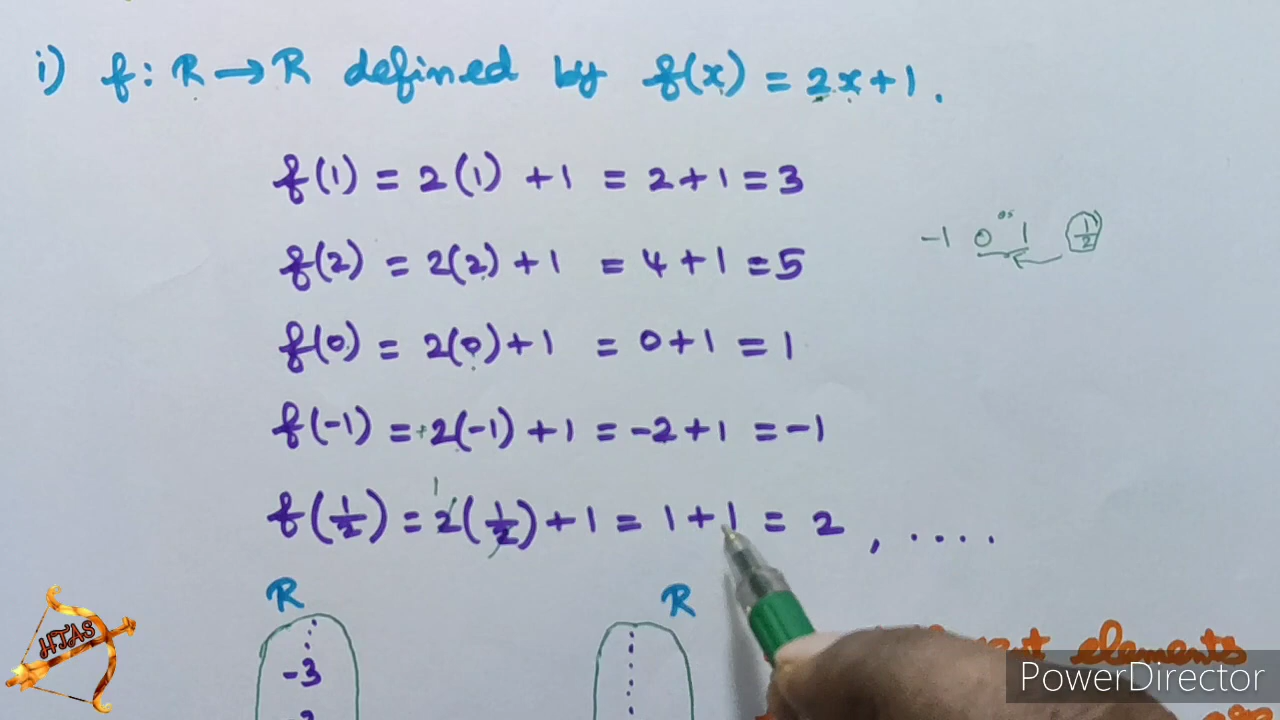 i) f : R → R defined by f(x) = 2x+1.
f(1) = 2(1) +1 = 2+1 = 3
-1 0 1 1/2
f(2) = 2(2) +1 = 4+1 = 5
f(0) = 2(0)+1 = 0+1 = 1
f(-1) = +2(-1) +1 = -2+1 = -1
1
f(1/2) = 2(1/2)+1 = 1+1 = 2, ....
R R
HTAS
-3
elements
PowerDirector